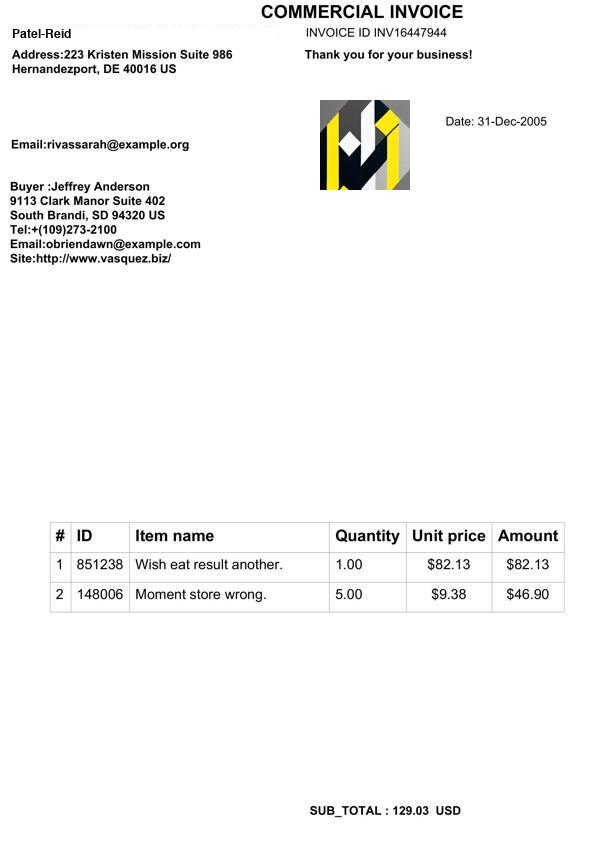 COMMERCIAL INVOICE
Patel-Reid
INVOICE ID INV16447944
Address:223 Kristen Mission Suite 986
Hernandezport, DE 40016 US
Thank you for your business!
Date: 31-Dec-2005
Email:rivassarah@example.org
Buyer :Jeffrey Anderson
9113 Clark Manor Suite 402
South Brandi, SD 94320 US
Tel:+(109)273-2100
Email:obriendawn@example.com
Site:http://www.vasquez.biz/
# ID Item name Quantity Unit price Amount
1 851238 Wish eat result another. 1.00 $82.13 $82.13
2 148006 Moment store wrong. 5.00 $9.38 $46.90
SUB_TOTAL : 129.03 USD